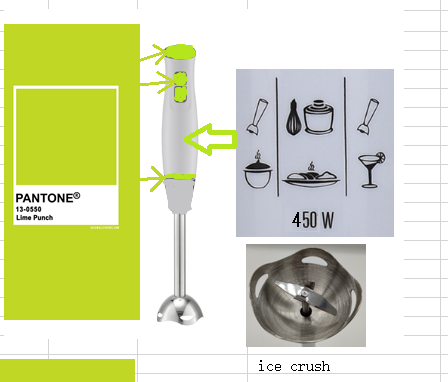 PANTONE®
13-0550
Lime Punch
450 W
ice crush